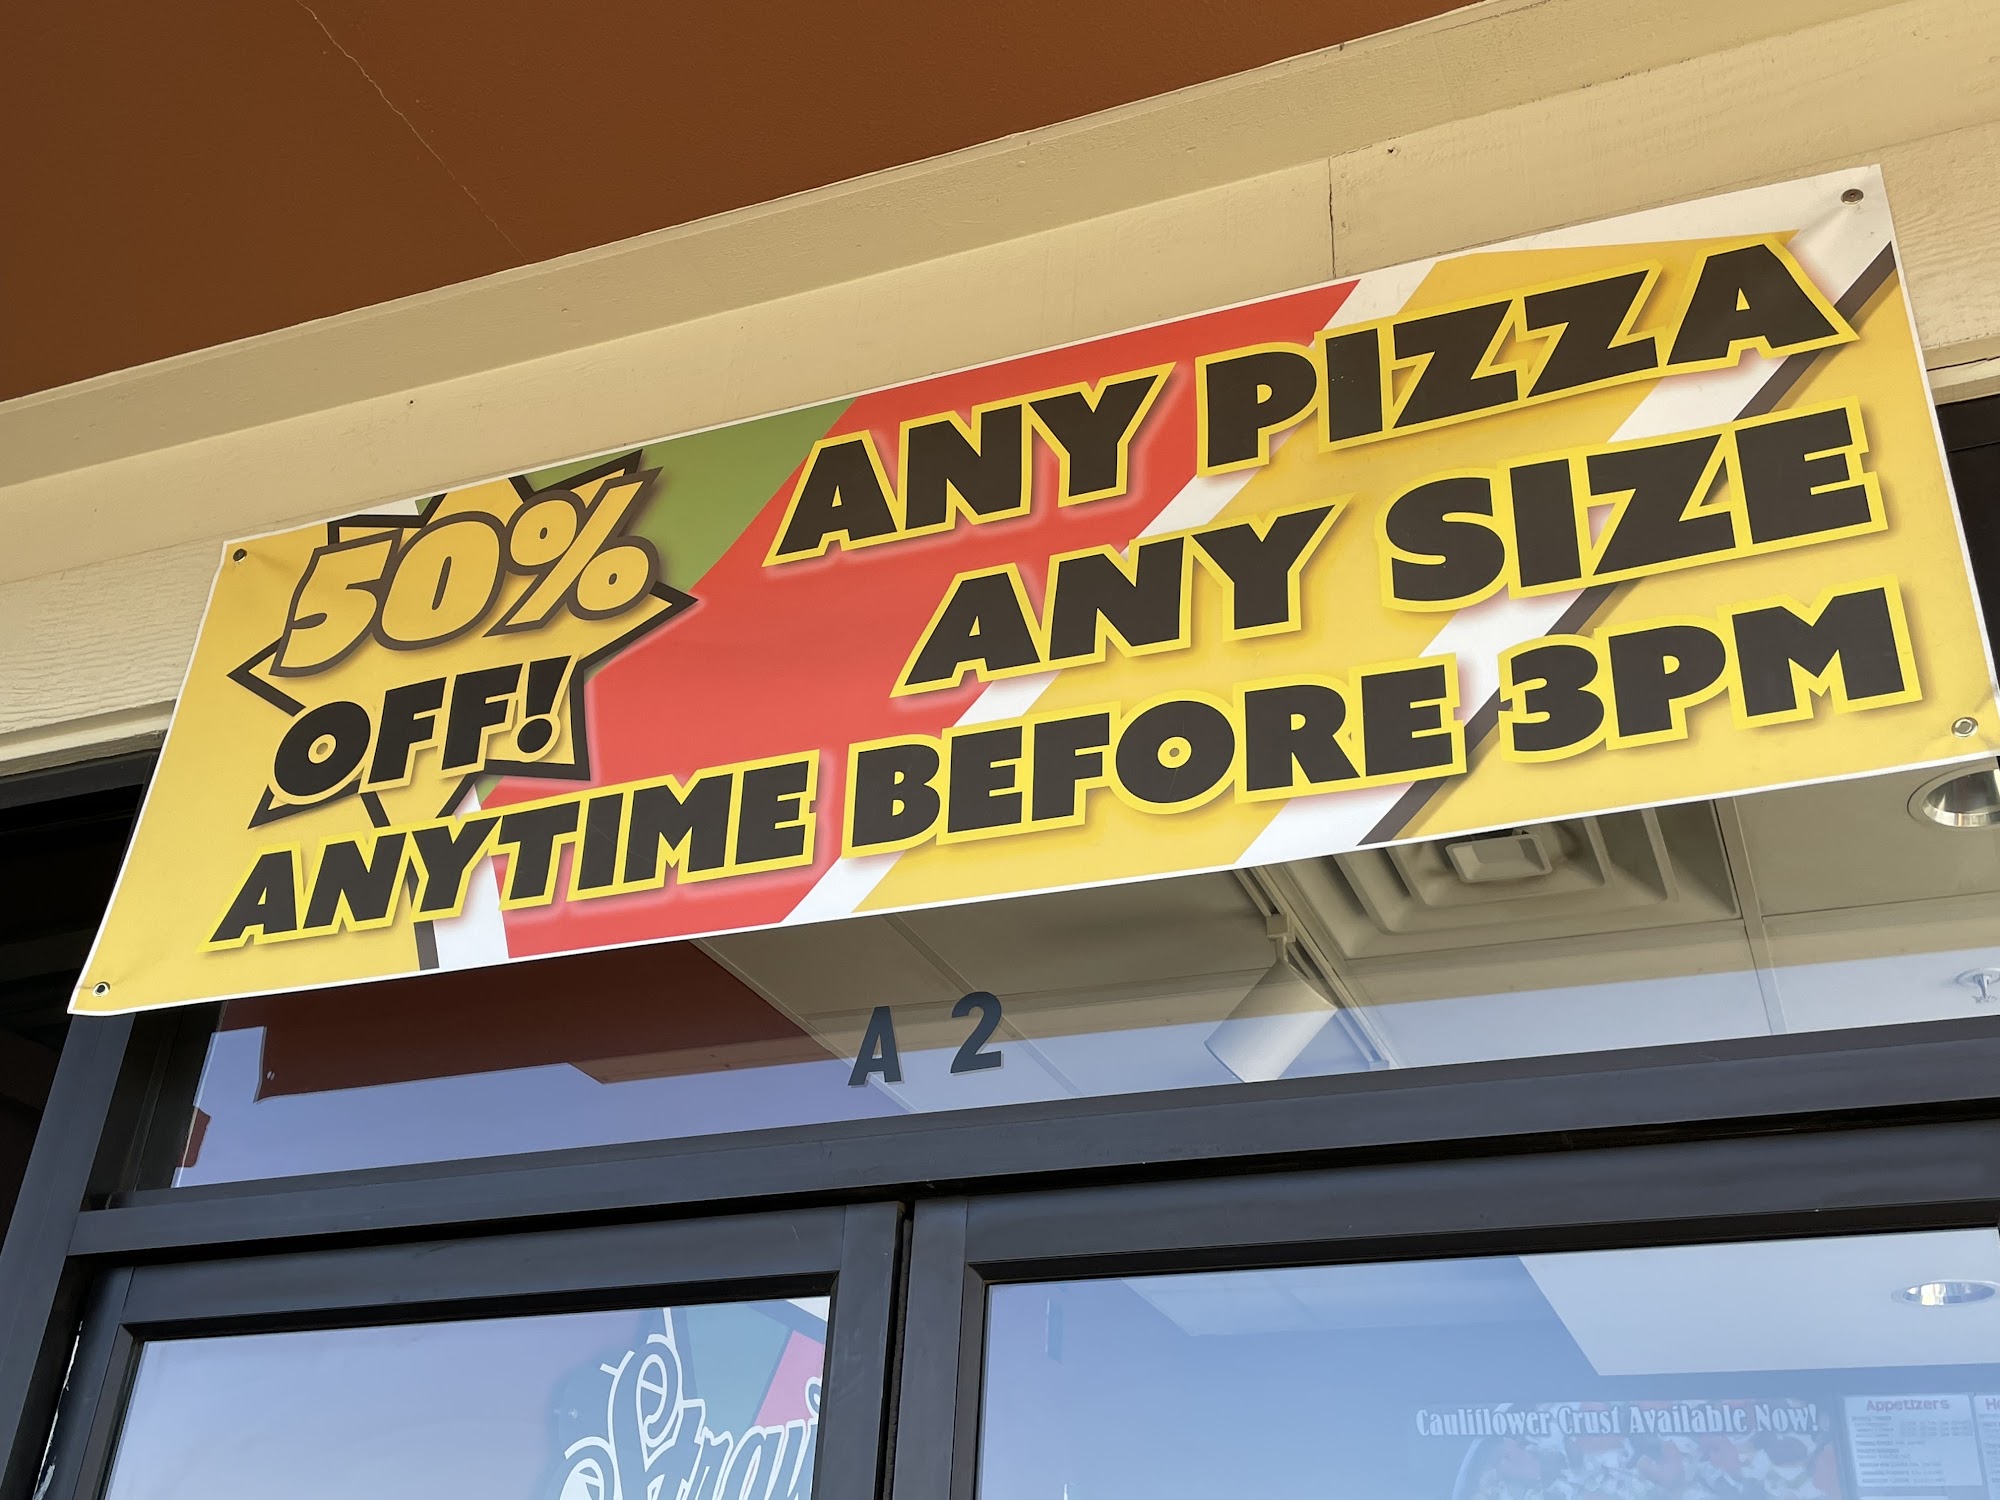 50%
OFF!
ANY PIZZA
ANY SIZE
ANYTIME BEFORE 3PM
A 2
Cauliflower Crust Available Now!
Appetizers